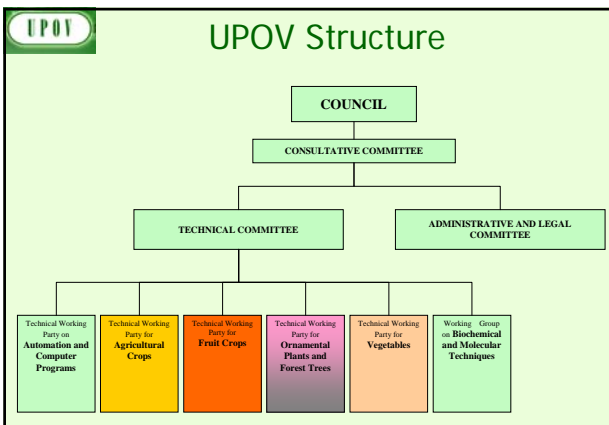 UPOV
UPOV Structure
COUNCIL
CONSULTATIVE COMMITTEE
TECHNICAL COMMITTEE
ADMINISTRATIVE AND LEGAL
COMMITTEE
Technical Working
Party on
Automation and
Computer
Programs
Technical Working
Party for
Agricultural
Crops
Technical Working
Party for
Fruit Crops
Technical Working
Party for
Ornamental
Plants and
Forest Trees
Technical Working
Party for
Vegetables
Working Group
on Biochemical
and Molecular
Techniques